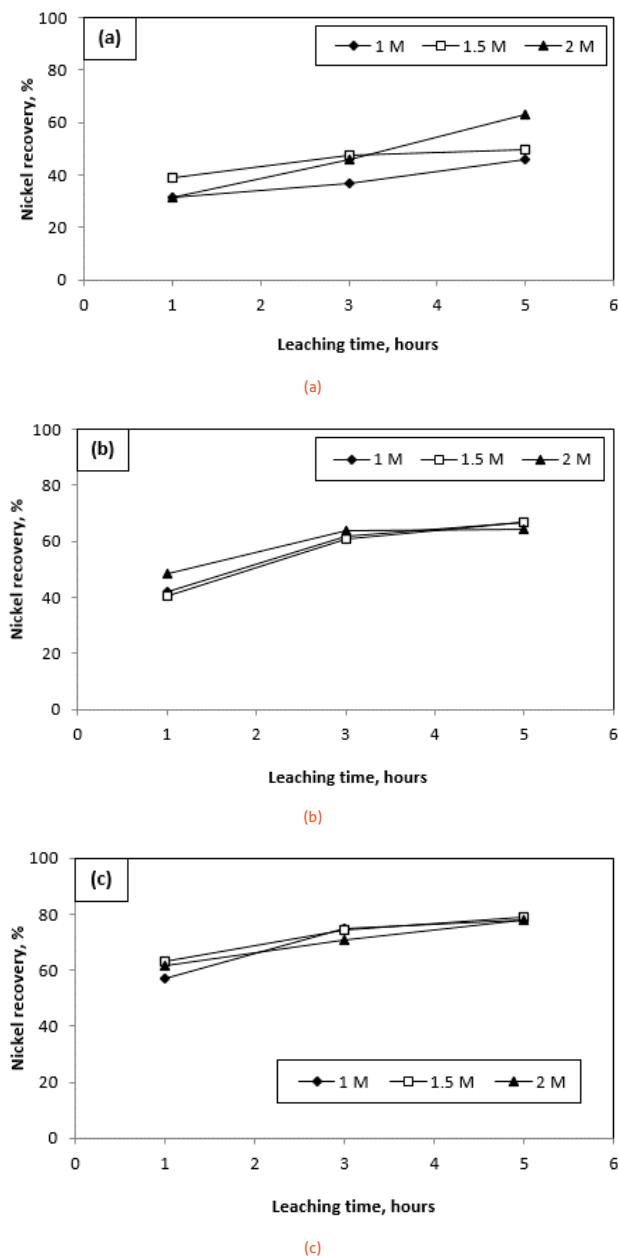 (a)
1 M 1.5 M 2 M
Nickel recovery, %
100
80
60
40
20
0
0 1 2 3 4 5 6
Leaching time, hours
(a)
(b)
1 M 1.5 M 2 M
Nickel recovery, %
100
80
60
40
20
0
0 1 2 3 4 5 6
Leaching time, hours
(b)
(c)
Nickel recovery, %
100
80
60
40
20
0
1 M 1.5 M 2 M
0 1 2 3 4 5 6
Leaching time, hours
(c)